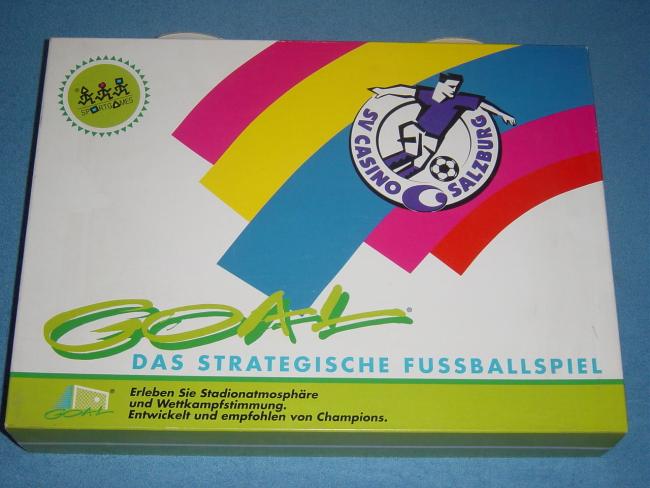 ® SPORTGAMES
SV CASINO SALZBURG
GOAL®
DAS STRATEGISCHE FUSSBALLSPIEL
GOAL®
Erleben Sie Stadionatmosphäre
und Wettkampfstimmung.
Entwickelt und empfohlen von Champions.